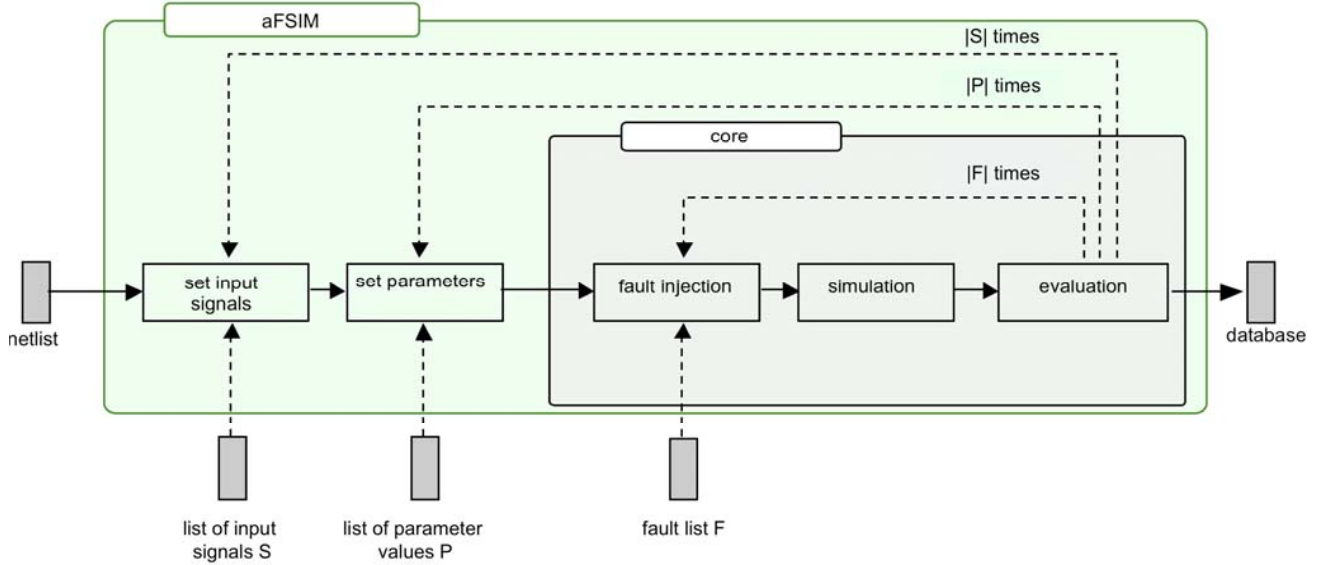 aFSIM
|S| times
|P| times
core
|F| times
set input
signals
set parameters
fault injection
simulation
evaluation
netlist
database
list of input
signals S
list of parameter
values P
fault list F